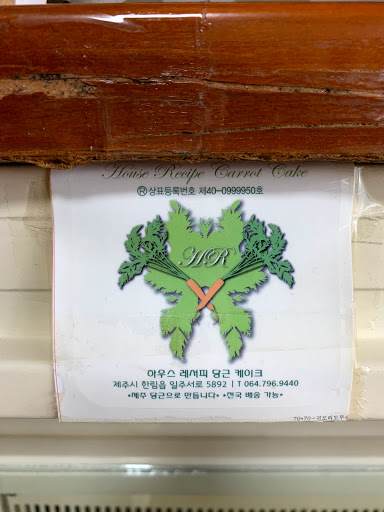 House Recipe Carrot Cake
Ⓡ상표등록번호 제40-0999950호
HR
하우스 레서피 당근 케이크
제주시 한림읍 일주서로 5892 | T 064.796.9440
*제주 당근으로 만듭니다* *전국 배송 가능*